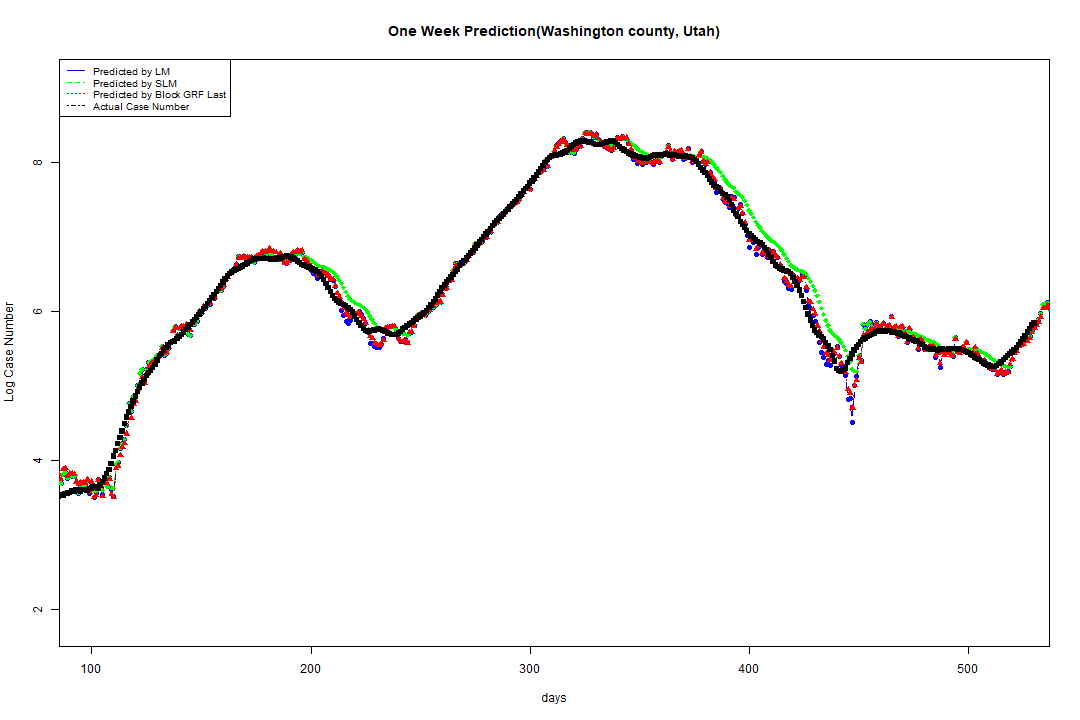 One Week Prediction(Washington county, Utah)
Predicted by LM
Predicted by SLM
Predicted by Block GRF Last
Actual Case Number
Log Case Number
8
6
4
2
100 200 300 400 500
days